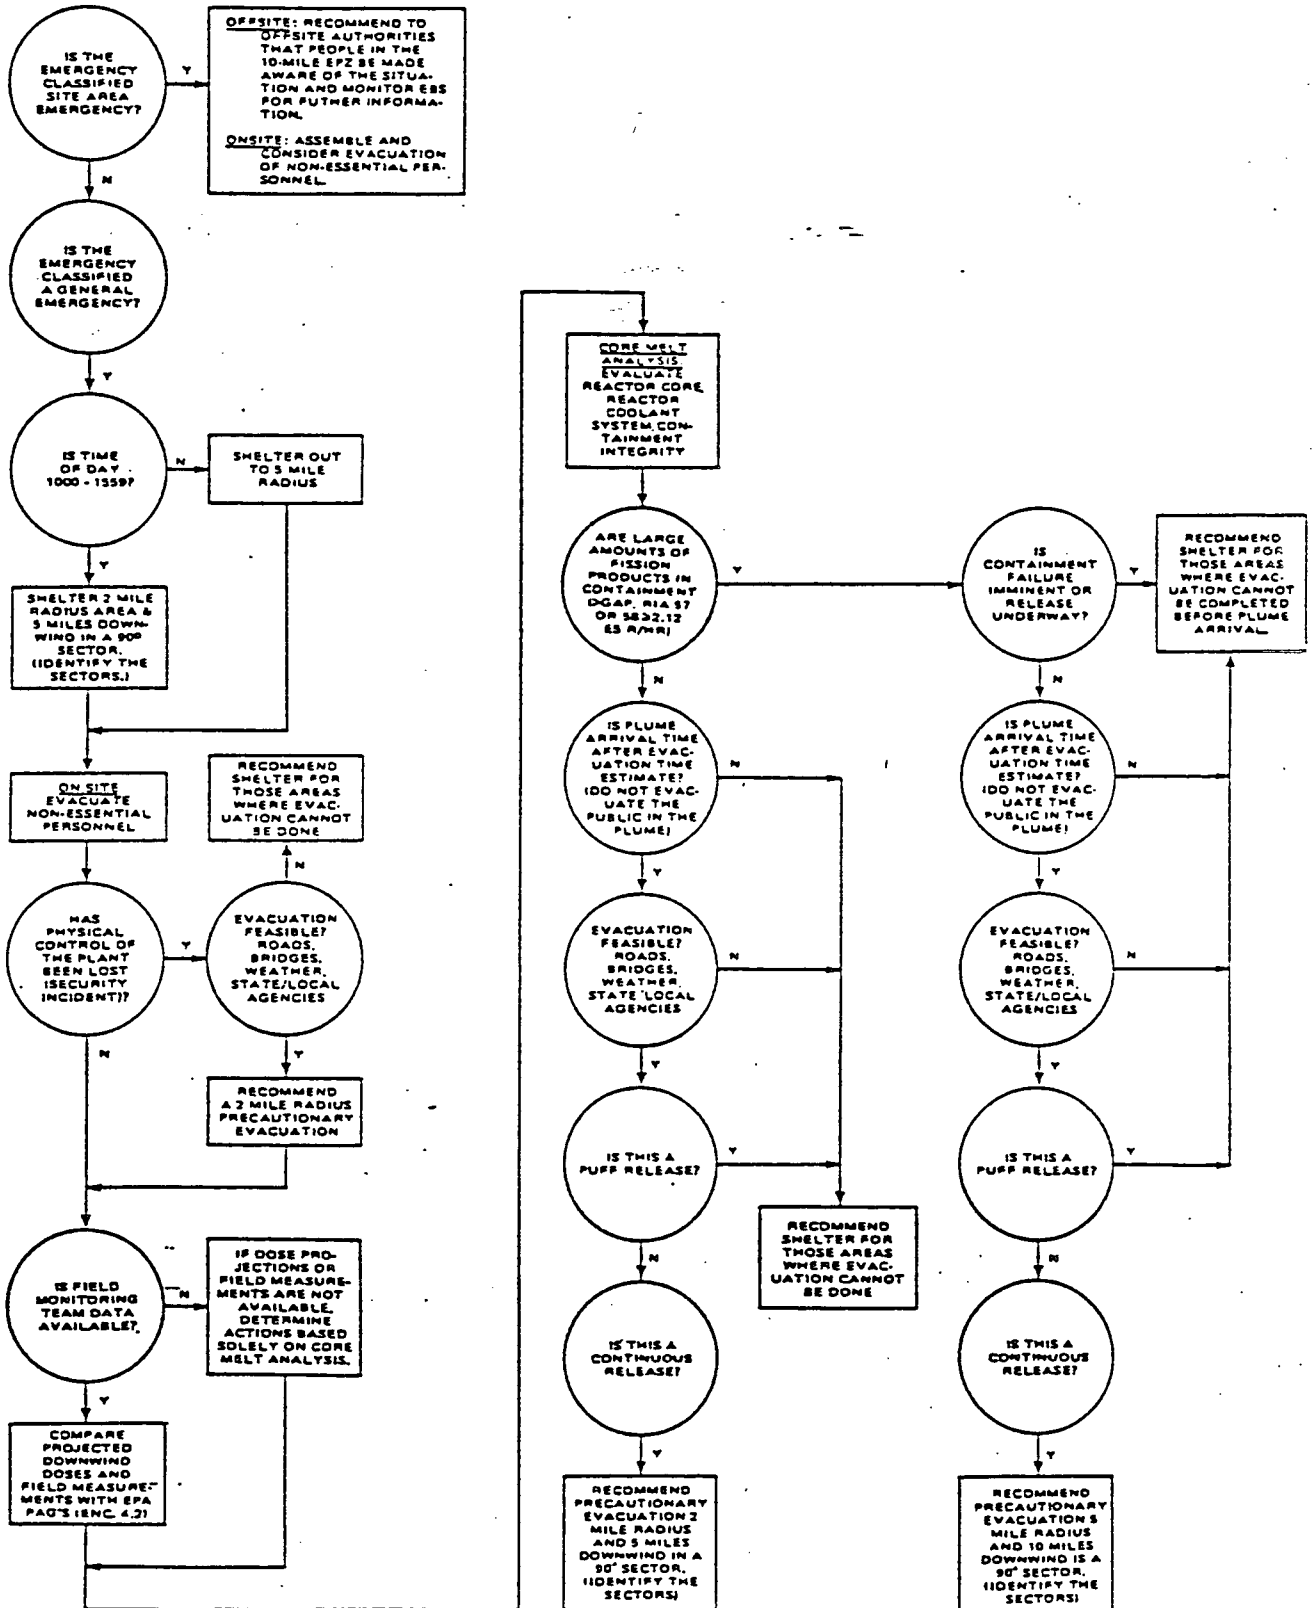 IS THE
EMERGENCY
CLASSIFIED
SITE AREA
EMERGENCY?
Y
OFFSITE: RECOMMEND TO
OFFSITE AUTHORITIES
THAT PEOPLE IN THE
10-MILE EPZ BE MADE
AWARE OF THE SITUA-
TION AND MONITOR EBS
FOR FUTHER INFORMA-
TION.
ONSITE: ASSEMBLE AND
CONSIDER EVACUATION
OF NON-ESSENTIAL PER-
SONNEL.
N
IS THE
EMERGENCY
CLASSIFIED
A GENERAL
EMERGENCY?
Y
IS TIME
OF DAY
1000 - 1559?
N
SHELTER OUT
TO 5 MILE
RADIUS
Y
SHELTER 2 MILE
RADIUS AREA &
5 MILES DOWN-
WIND IN A 90°
SECTOR.
(IDENTIFY THE
SECTORS.)
ON SITE
EVACUATE
NON-ESSENTIAL
PERSONNEL
RECOMMEND
SHELTER FOR
THOSE AREAS
WHERE EVAC-
UATION CANNOT
BE DONE
N
HAS
PHYSICAL
CONTROL OF
THE PLANT
BEEN LOST
(SECURITY
INCIDENT)?
Y
EVACUATION
FEASIBLE?
ROADS,
BRIDGES,
WEATHER,
STATE/LOCAL
AGENCIES
N
Y
RECOMMEND
A 2 MILE RADIUS
PRECAUTIONARY
EVACUATION
IS FIELD
MONITORING
TEAM DATA
AVAILABLE?
N
IF DOSE PRO-
JECTIONS OR
FIELD MEASURE-
MENTS ARE NOT
AVAILABLE,
DETERMINE
ACTIONS BASED
SOLELY ON CORE
MELT ANALYSIS.
Y
COMPARE
PROJECTED
DOWNWIND
DOSES AND
FIELD MEASURE-
MENTS WITH EPA
PAG'S (ENC. 4.2)
CORE MELT
ANALYSIS
EVALUATE
REACTOR CORE,
REACTOR
COOLANT
SYSTEM, CON-
TAINMENT
INTEGRITY
ARE LARGE
AMOUNTS OF
FISSION
PRODUCTS IN
CONTAINMENT
RIA 57
OR 58≥2.12
E5 R/HR)
Y
N
IS PLUME
ARRIVAL TIME
AFTER EVAC-
UATION TIME
ESTIMATE?
(DO NOT EVAC-
UATE THE
PUBLIC IN THE
PLUME)
N
Y
EVACUATION
FEASIBLE?
ROADS,
BRIDGES,
WEATHER,
STATE LOCAL
AGENCIES
N
Y
IS THIS A
PUFF RELEASE?
Y
RECOMMEND
SHELTER FOR
THOSE AREAS
WHERE EVAC-
UATION CANNOT
BE DONE
N
IS THIS A
CONTINUOUS
RELEASE?
Y
RECOMMEND
PRECAUTIONARY
EVACUATION 2
MILE RADIUS
AND 5 MILES
DOWNWIND IN A
90° SECTOR.
(IDENTIFY THE
SECTORS)
IS
CONTAINMENT
FAILURE
IMMINENT OR
RELEASE
UNDERWAY?
Y
RECOMMEND
SHELTER FOR
THOSE AREAS
WHERE EVAC-
UATION CANNOT
BE COMPLETED
BEFORE PLUME
ARRIVAL.
N
IS PLUME
ARRIVAL TIME
AFTER EVAC-
UATION TIME
ESTIMATE?
(DO NOT EVAC-
UATE THE
PUBLIC IN THE
PLUME)
N
Y
EVACUATION
FEASIBLE?
ROADS,
BRIDGES,
WEATHER,
STATE/LOCAL
AGENCIES
N
Y
IS THIS A
PUFF RELEASE?
Y
N
IS THIS A
CONTINUOUS
RELEASE?
Y
RECOMMEND
PRECAUTIONARY
EVACUATION 5
MILE RADIUS
AND 10 MILES
DOWNWIND IS A
90° SECTOR.
(IDENTIFY THE
SECTORS)